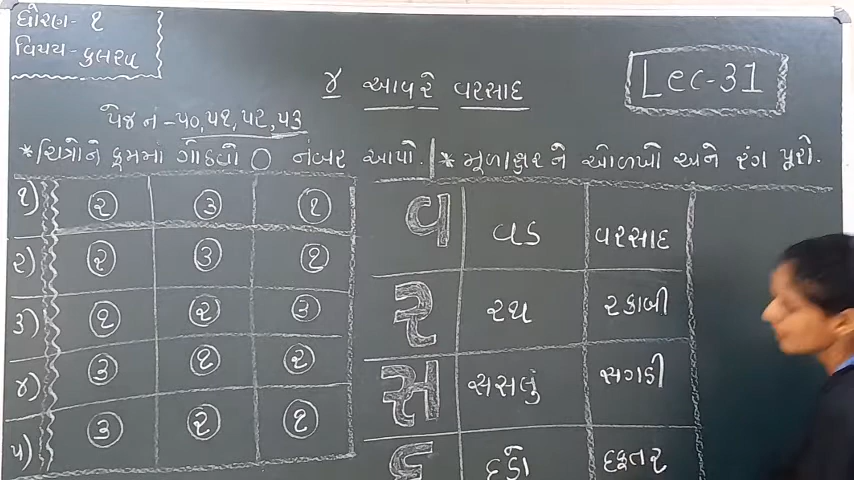 ધોરણ- ૧
વિષય- કુલરવ
Lec-31
૪ આવરે વરસાદ
પેજ નં -૫૦,૫૧,૫૨,૫૩
*ચિત્રોને ક્રમમાં ગોઠવી ○ નંબર આપો.
* મૂળાક્ષર ને ઓળખો અને રંગ પૂરો.
૧) ૨ ૩ ૧
૨) ૨ ૩ ૧
૩) ૧ ૨ ૩
૪) ૩ ૧ ૨
૫) ૩ ૨ ૧
વ વડ વરસાદ
ર રથ રકાબી
સ સસલું સગડી
દ દડો દફતર